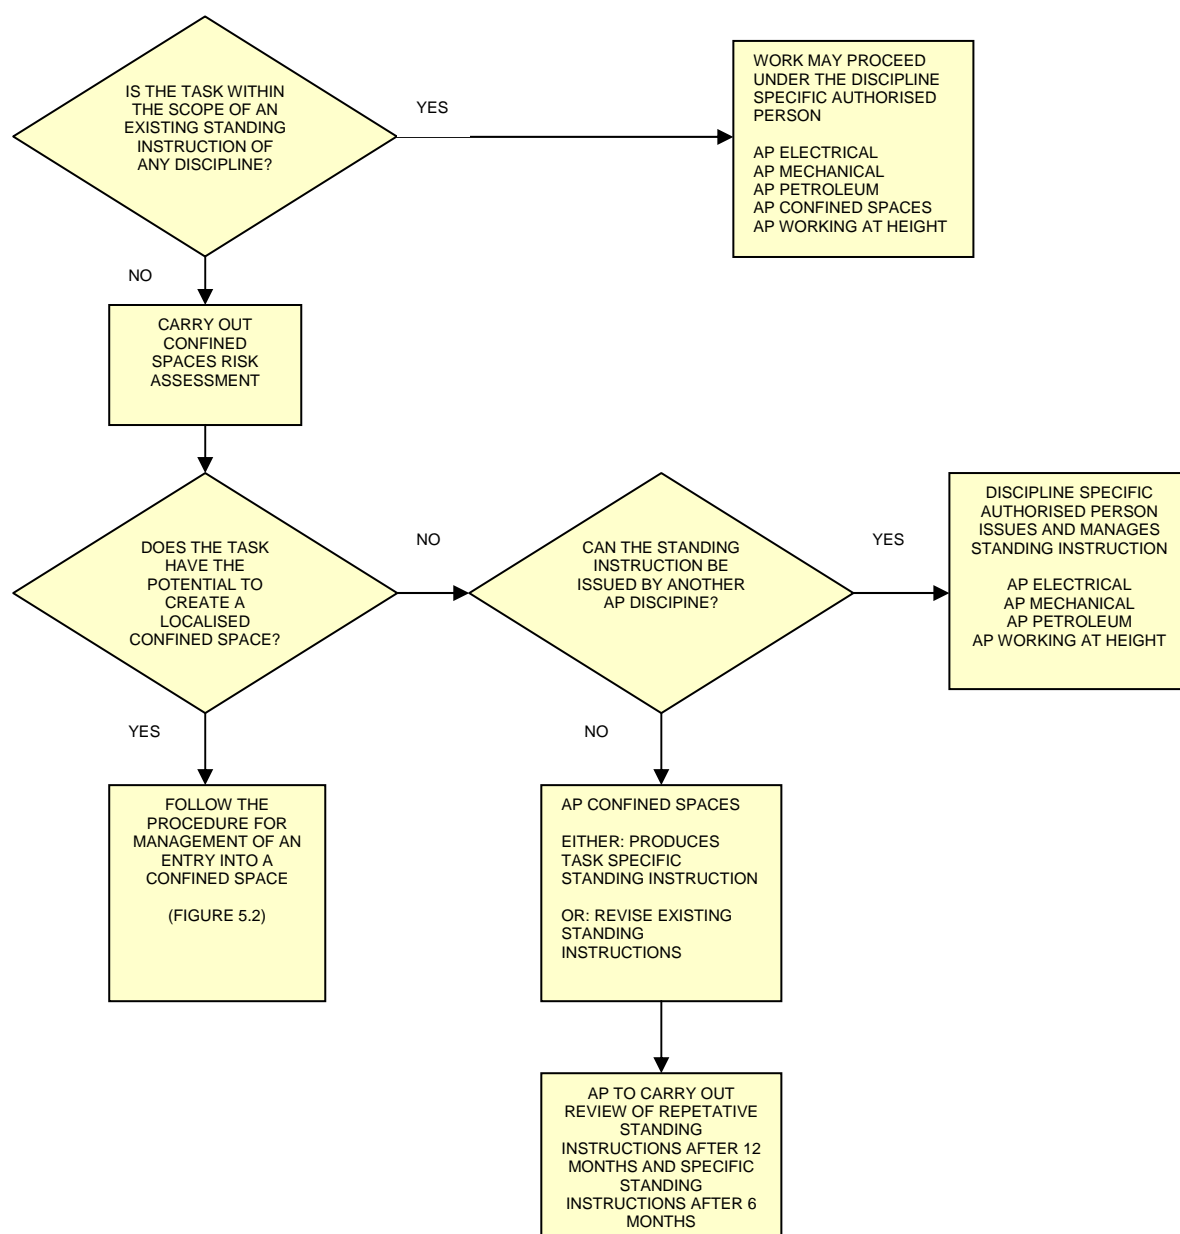 IS THE TASK WITHIN
THE SCOPE OF AN
EXISTING STANDING
INSTRUCTION OF
ANY DISCIPLINE?
YES
WORK MAY PROCEED
UNDER THE DISCIPLINE
SPECIFIC AUTHORISED
PERSON
AP ELECTRICAL
AP MECHANICAL
AP PETROLEUM
AP CONFINED SPACES
AP WORKING AT HEIGHT
NO
CARRY OUT
CONFINED
SPACES RISK
ASSESSMENT
DOES THE TASK
HAVE THE
POTENTIAL TO
CREATE A
LOCALISED
CONFINED SPACE?
NO
CAN THE STANDING
INSTRUCTION BE
ISSUED BY ANOTHER
AP DISCIPINE?
YES
DISCIPLINE SPECIFIC
AUTHORISED PERSON
ISSUES AND MANAGES
STANDING INSTRUCTION
AP ELECTRICAL
AP MECHANICAL
AP PETROLEUM
AP WORKING AT HEIGHT
YES
NO
FOLLOW THE
PROCEDURE FOR
MANAGEMENT OF AN
ENTRY INTO A
CONFINED SPACE
(FIGURE 5.2)
AP CONFINED SPACES
EITHER: PRODUCES
TASK SPECIFIC
STANDING INSTRUCTION
OR: REVISE EXISTING
STANDING
INSTRUCTIONS
AP TO CARRY OUT
REVIEW OF REPETATIVE
STANDING
INSTRUCTIONS AFTER 12
MONTHS AND SPECIFIC
STANDING
INSTRUCTIONS AFTER 6
MONTHS